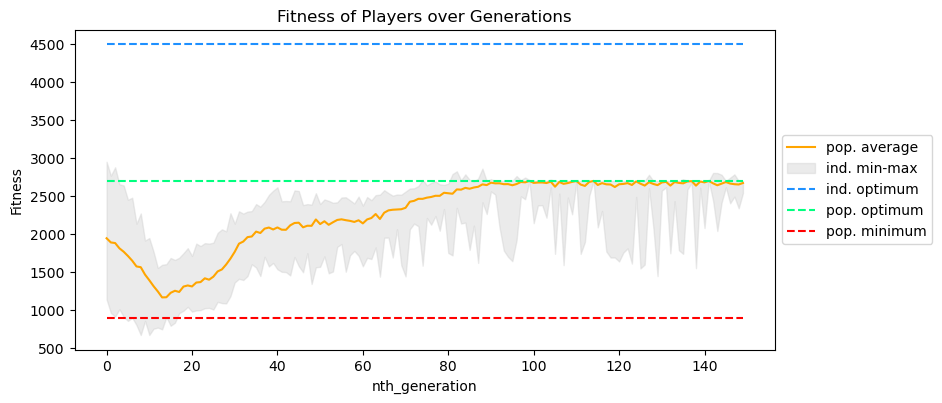 Fitness of Players over Generations
4500
4000
3500
3000
2500
2000
1500
1000
500
Fitness
0
20
40
60
80
100
120
140
nth_generation
pop. average
ind. min-max
ind. optimum
pop. optimum
pop. minimum